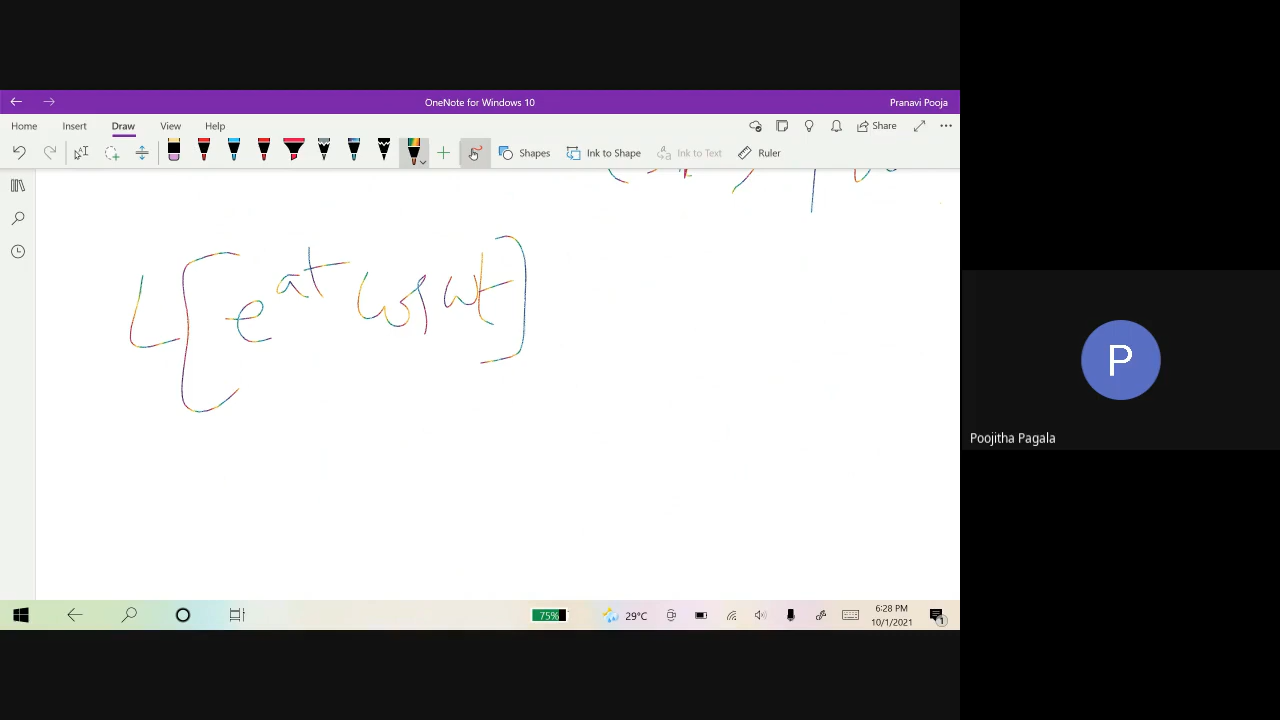 OneNote for Windows 10
Pranavi Pooja
Home Insert Draw View Help
Share
Shapes Ink to Shape Ink to Text Ruler
L[e^{at} cos ωt]
P
Poojitha Pagala
75% 29°C 6:28 PM
10/1/2021
1